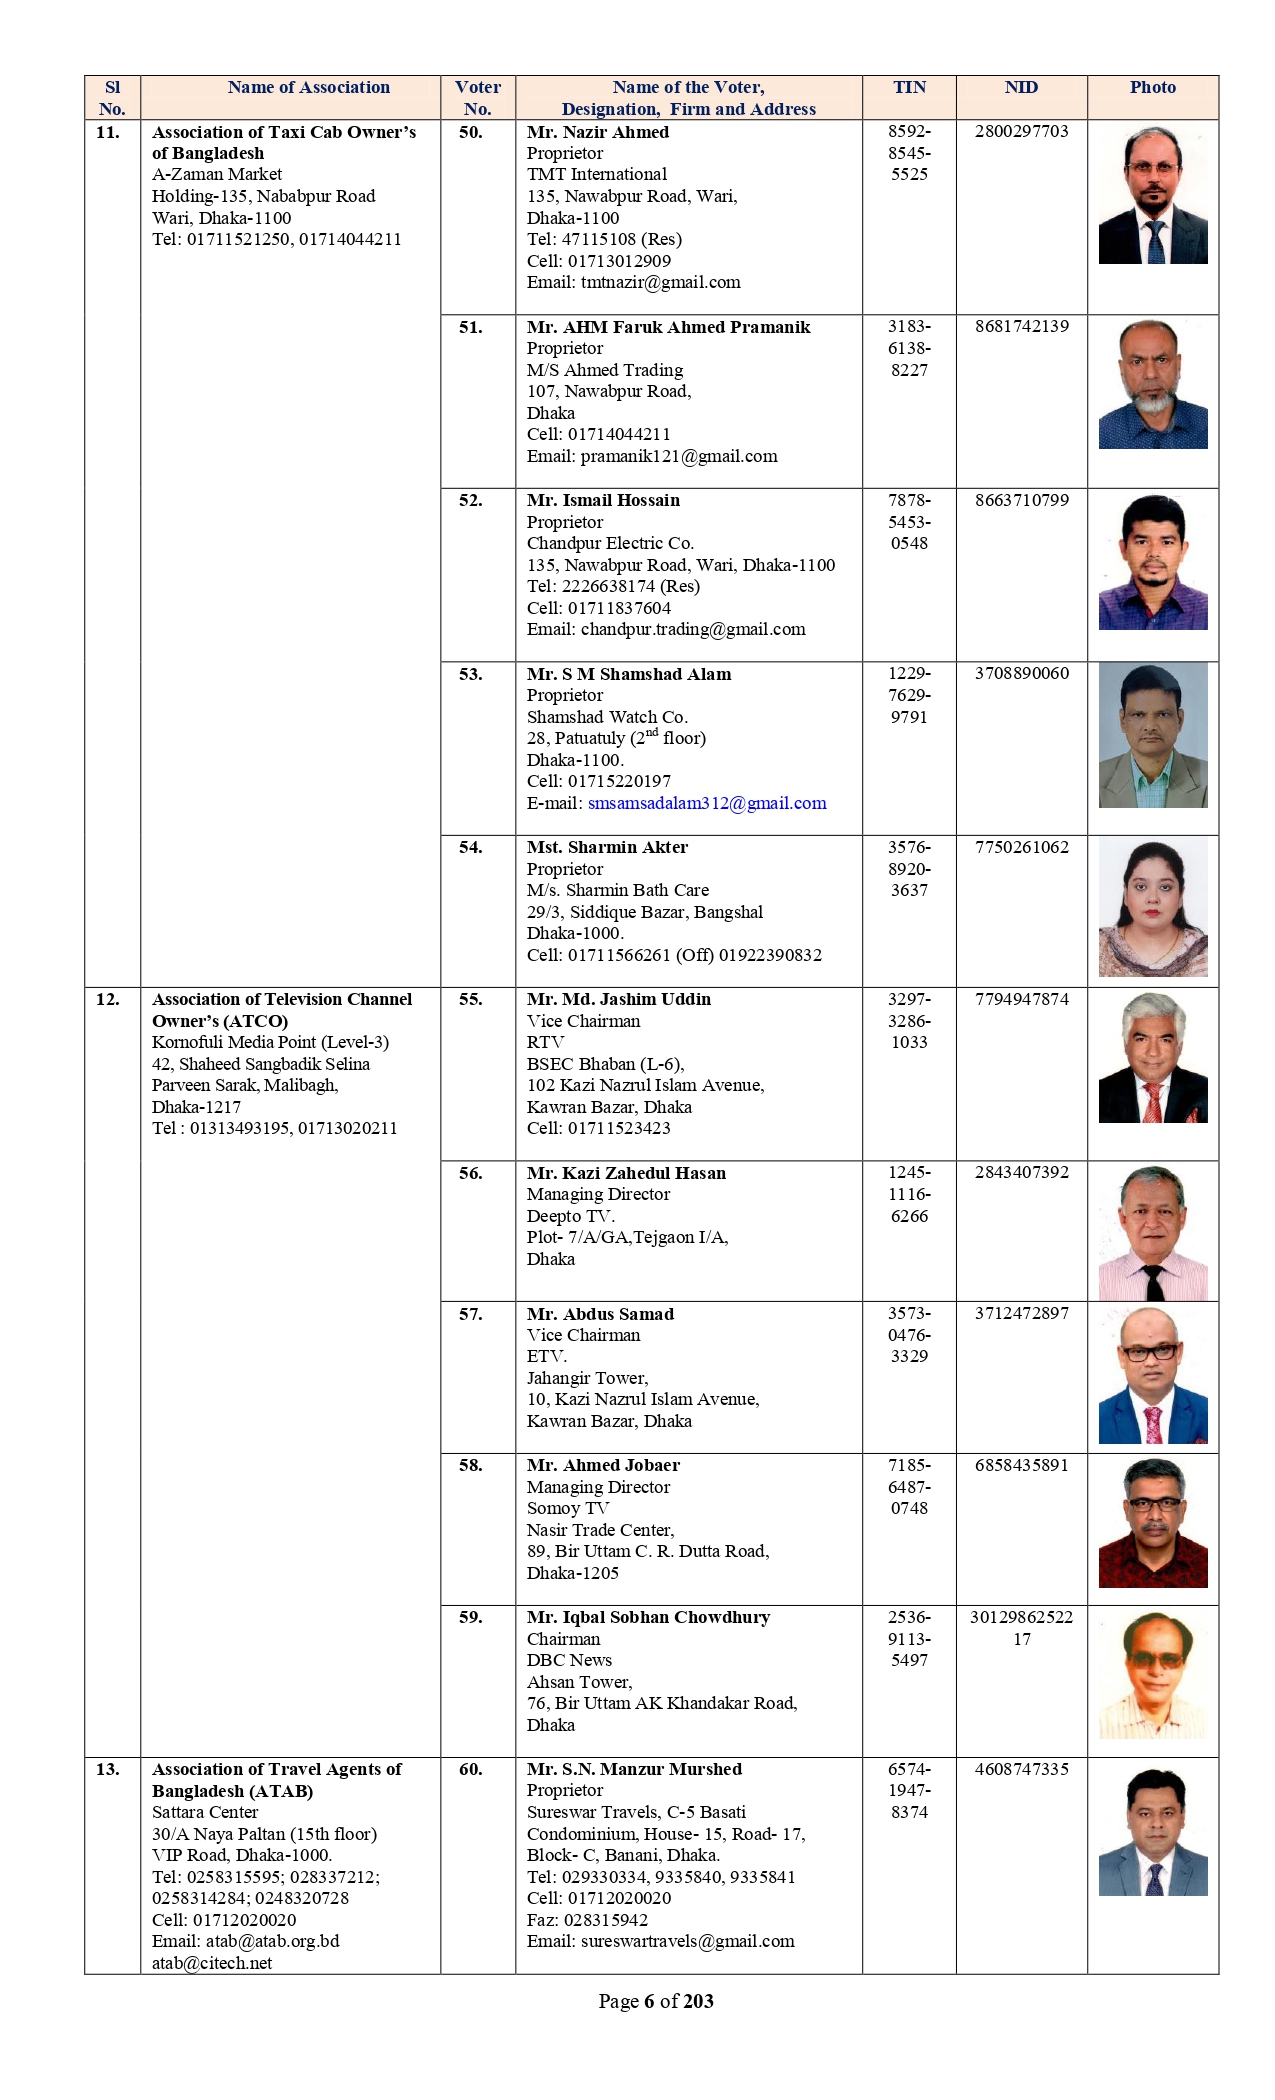 Sl No.
Name of Association
Voter No.
Name of the Voter,
Designation, Firm and Address
TIN
NID
Photo
11.
Association of Taxi Cab Owner's
of Bangladesh
A-Zaman Market
Holding-135, Nababpur Road
Wari, Dhaka-1100
Tel: 01711521250, 01714044211
50.
Mr. Nazir Ahmed
Proprietor
TMT International
135, Nawabpur Road, Wari,
Dhaka-1100
Tel: 47115108 (Res)
Cell: 01713012909
Email: tmtnazir@gmail.com
8592-
8545-
5525
2800297703
51.
Mr. AHM Faruk Ahmed Pramanik
Proprietor
M/S Ahmed Trading
107, Nawabpur Road,
Dhaka
Cell: 01714044211
Email: pramanik121@gmail.com
3183-
6138-
8227
8681742139
52.
Mr. Ismail Hossain
Proprietor
Chandpur Electric Co.
135, Nawabpur Road, Wari, Dhaka-1100
Tel: 2226638174 (Res)
Cell: 01711837604
Email: chandpur.trading@gmail.com
7878-
5453-
0548
8663710799
53.
Mr. S M Shamshad Alam
Proprietor
Shamshad Watch Co.
28, Patuatuly (2nd floor)
Dhaka-1100.
Cell: 01715220197
E-mail: smsamsadalam312@gmail.com
1229-
7629-
9791
3708890060
54.
Mst. Sharmin Akter
Proprietor
M/s. Sharmin Bath Care
29/3, Siddique Bazar, Bangshal
Dhaka-1000.
Cell: 01711566261 (Off) 01922390832
3576-
8920-
3637
7750261062
12.
Association of Television Channel
Owner's (ATCO)
Kornofuli Media Point (Level-3)
42, Shaheed Sangbadik Selina
Parveen Sarak, Malibagh,
Dhaka-1217
Tel : 01313493195, 01713020211
55.
Mr. Md. Jashim Uddin
Vice Chairman
RTV
BSEC Bhaban (L-6),
102 Kazi Nazrul Islam Avenue,
Kawran Bazar, Dhaka
Cell: 01711523423
3297-
3286-
1033
7794947874
56.
Mr. Kazi Zahedul Hasan
Managing Director
Deepto TV.
Plot- 7/A/GA,Tejgaon I/A,
Dhaka
1245-
1116-
6266
2843407392
57.
Mr. Abdus Samad
Vice Chairman
ETV.
Jahangir Tower,
10, Kazi Nazrul Islam Avenue,
Kawran Bazar, Dhaka
3573-
0476-
3329
3712472897
58.
Mr. Ahmed Jobaer
Managing Director
Somoy TV
Nasir Trade Center,
89, Bir Uttam C. R. Dutta Road,
Dhaka-1205
7185-
6487-
0748
6858435891
59.
Mr. Iqbal Sobhan Chowdhury
Chairman
DBC News
Ahsan Tower,
76, Bir Uttam AK Khandakar Road,
Dhaka
2536-
9113-
5497
30129862522
17
13.
Association of Travel Agents of
Bangladesh (ATAB)
Sattara Center
30/A Naya Paltan (15th floor)
VIP Road, Dhaka-1000.
Tel: 0258315595; 028337212;
0258314284; 0248320728
Cell: 01712020020
Email: atab@atab.org.bd
atab@citech.net
60.
Mr. S.N. Manzur Murshed
Proprietor
Sureswar Travels, C-5 Basati
Condominium, House- 15, Road- 17,
Block- C, Banani, Dhaka.
Tel: 029330334, 9335840, 9335841
Cell: 01712020020
Faz: 028315942
Email: sureswartravels@gmail.com
6574-
1947-
8374
4608747335
Page 6 of 203